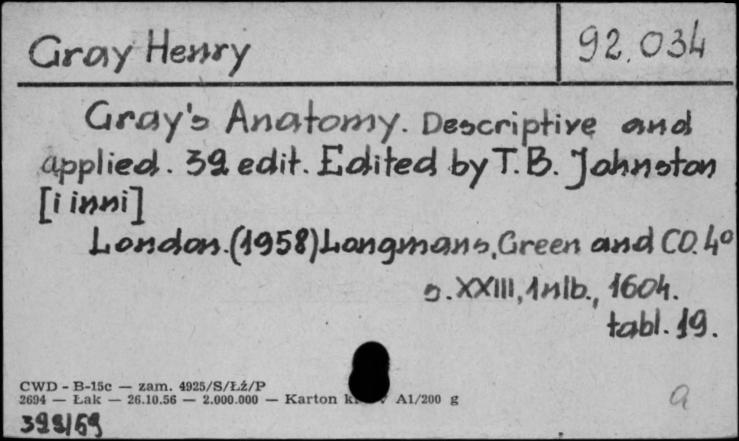 Gray Henry
92.034
Gray's Anatomy. Descriptive and
applied. 32 edit. Edited by T.B. Johnston
[i inni]
London.(1958)Longmans,Green and CO. 4°
s.XXIII,1nlb., 1604.
tabl. 19.
CWD - B-15c — zam. 4925/S/Łż/P
2694 — Łak — 26.10.56 — 2.000.000 — Karton A1/200 g
a